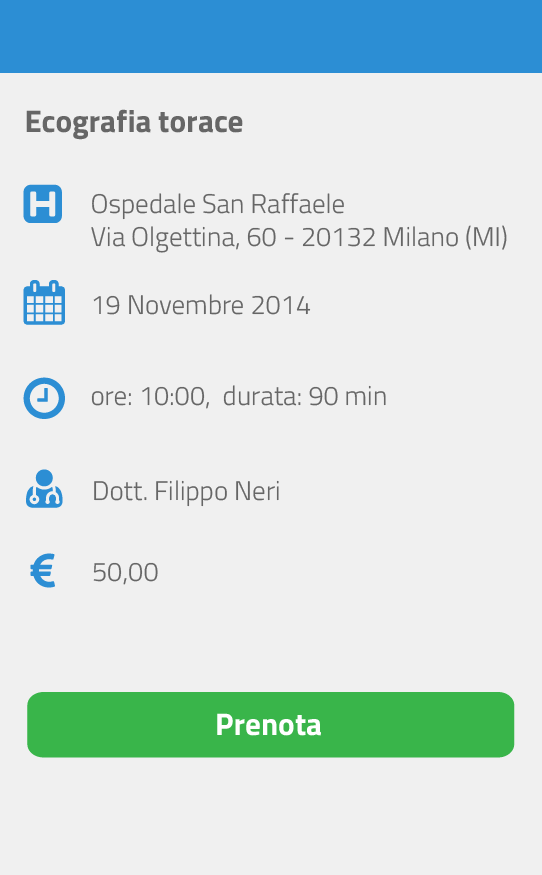 Ecografia torace
H
Ospedale San Raffaele
Via Olgettina, 60 - 20132 Milano (MI)
19 Novembre 2014
ore: 10:00, durata: 90 min
Dott. Filippo Neri
€ 50,00
Prenota